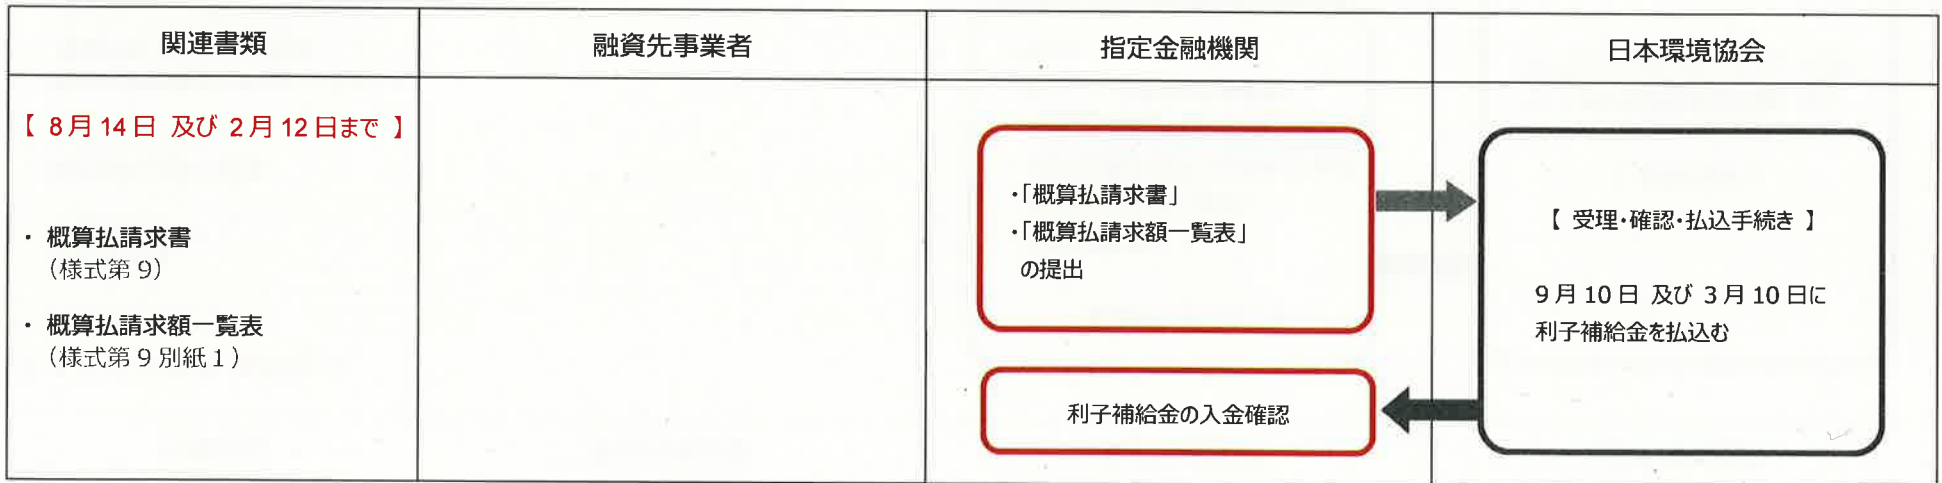 関連書類
融資先事業者
指定金融機関
日本環境協会
【 8月14日 及び 2月12日まで 】
・ 概算払請求書
（様式第9）
・ 概算払請求額一覧表
（様式第9別紙1）
・「概算払請求書」
・「概算払請求額一覧表」
の提出
利子補給金の入金確認
【 受理・確認・払込手続き 】
9月10日 及び 3月10日に
利子補給金を払込む